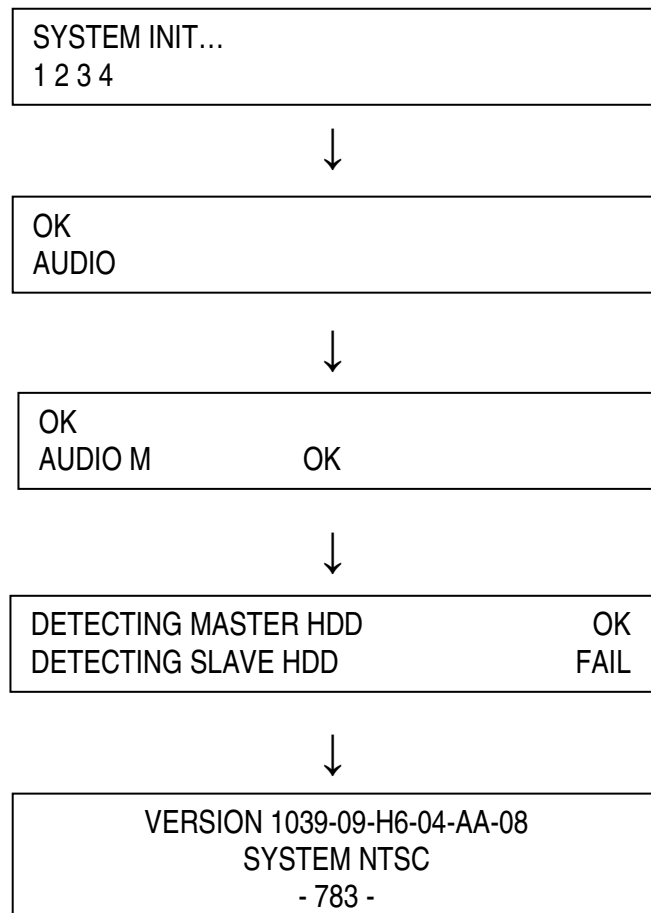 SYSTEM INIT…
1 2 3 4
↓
OK
AUDIO
↓
OK
AUDIO M OK
↓
DETECTING MASTER HDD OK
DETECTING SLAVE HDD FAIL
↓
VERSION 1039-09-H6-04-AA-08
SYSTEM NTSC
- 783 -